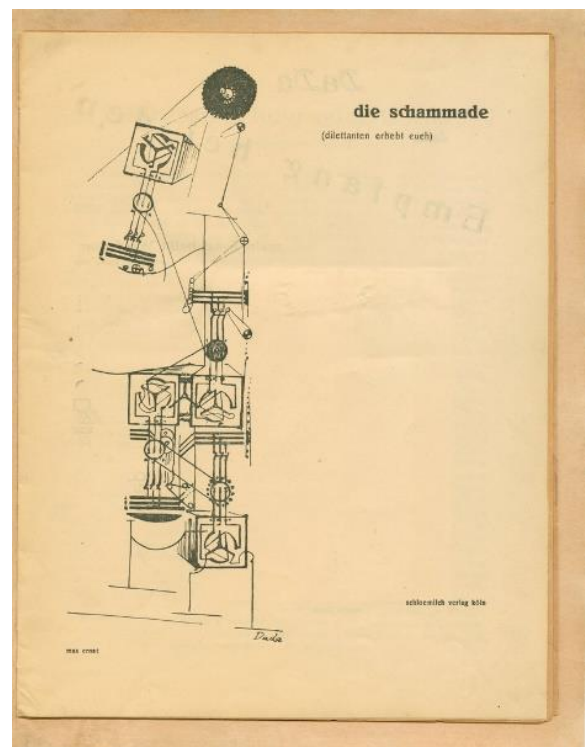 die schammade
(dilettanten erhebt euch)
schloemilch verlag köln
Dada
max ernst